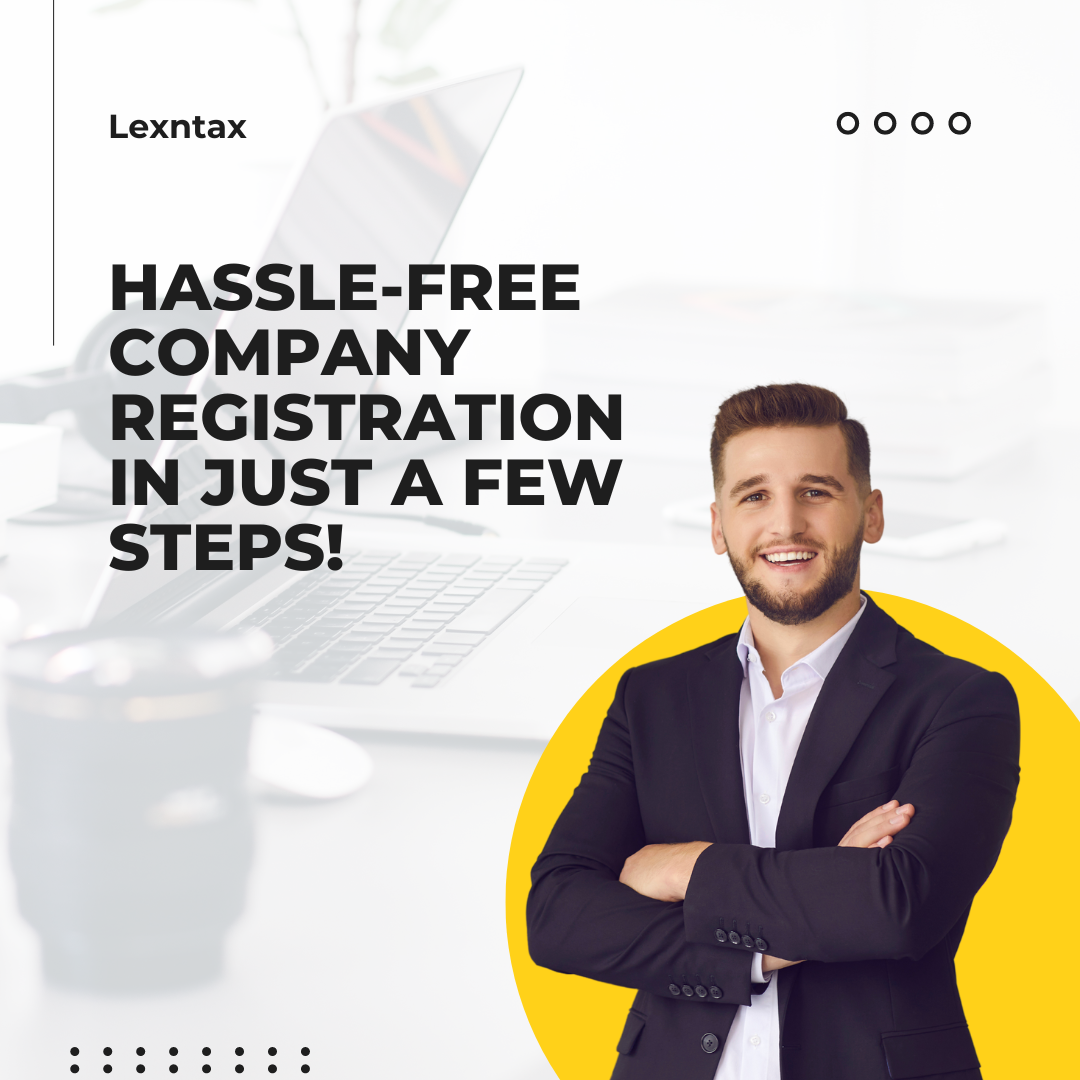 Lexntax
HASSLE-FREE
COMPANY
REGISTRATION
IN JUST A FEW
STEPS!